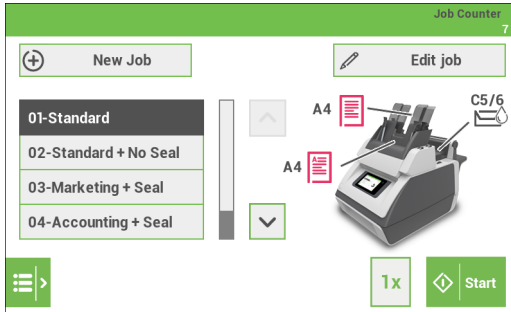 Job Counter
7
New Job
Edit job
01-Standard
02-Standard + No Seal
03-Marketing + Seal
04-Accounting + Seal
A4
C5/6
A4
1x
Start